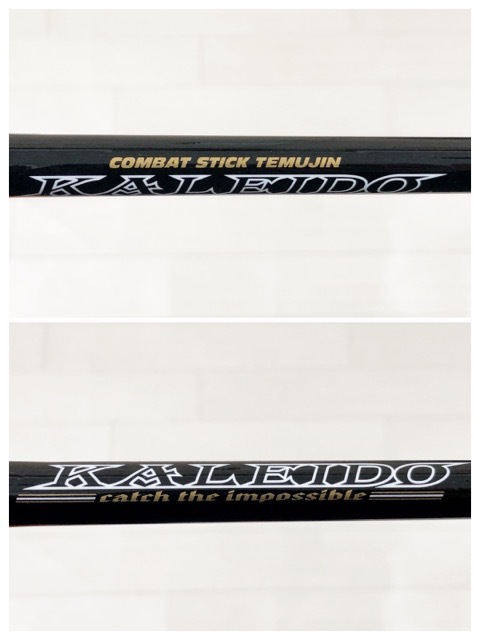 COMBAT STICK TEMUJIN
KALEIDO
KALEIDO
catch the impossible